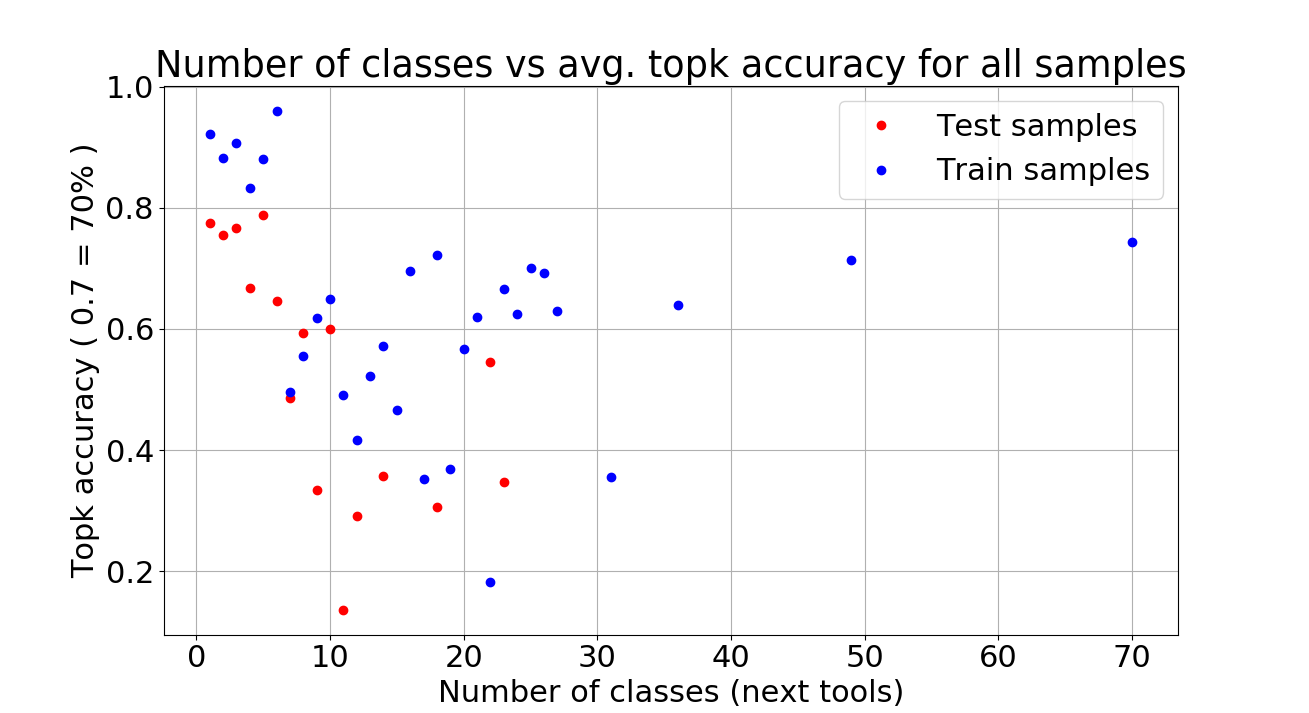 Number of classes vs avg. topk accuracy for all samples
1.0
0.8
0.6
0.4
0.2
Topk accuracy ( 0.7 = 70% )
Test samples
Train samples
0 10 20 30 40 50 60 70
Number of classes (next tools)